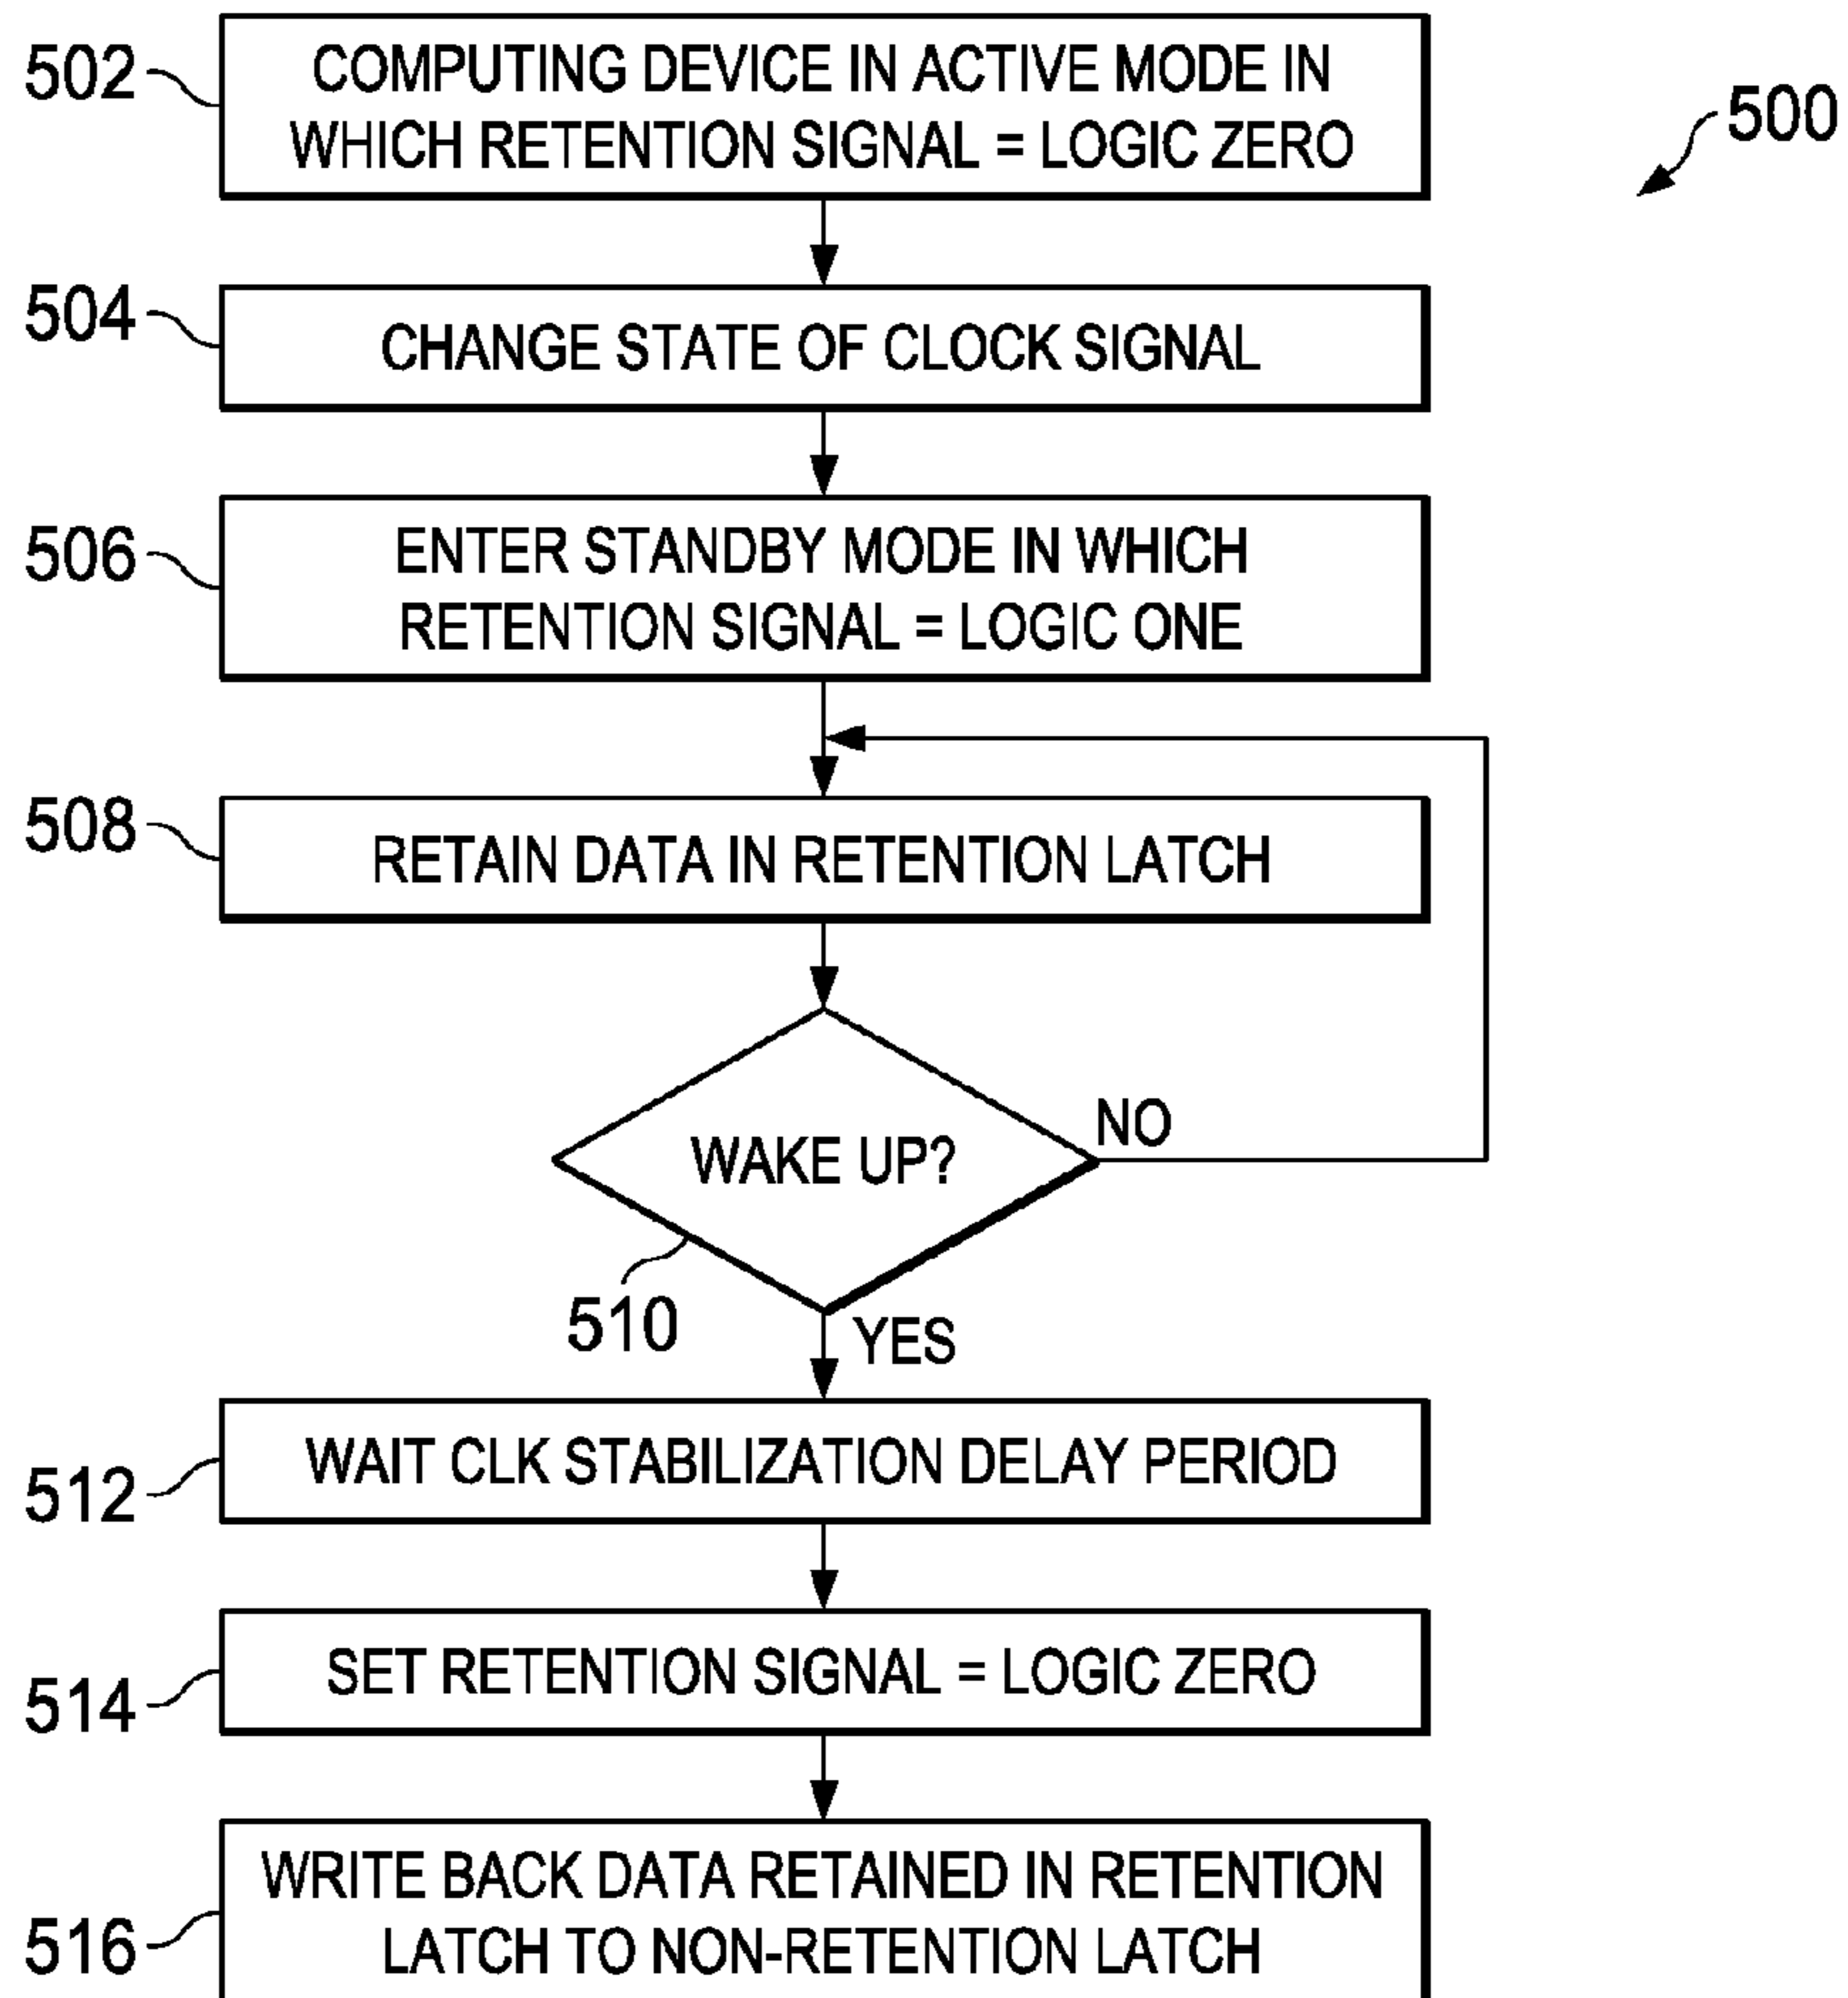 502
COMPUTING DEVICE IN ACTIVE MODE IN
WHICH RETENTION SIGNAL = LOGIC ZERO
500
504
CHANGE STATE OF CLOCK SIGNAL
506
ENTER STANDBY MODE IN WHICH
RETENTION SIGNAL = LOGIC ONE
508
RETAIN DATA IN RETENTION LATCH
WAKE UP?
NO
510
YES
512
WAIT CLK STABILIZATION DELAY PERIOD
514
SET RETENTION SIGNAL = LOGIC ZERO
516
WRITE BACK DATA RETAINED IN RETENTION
LATCH TO NON-RETENTION LATCH